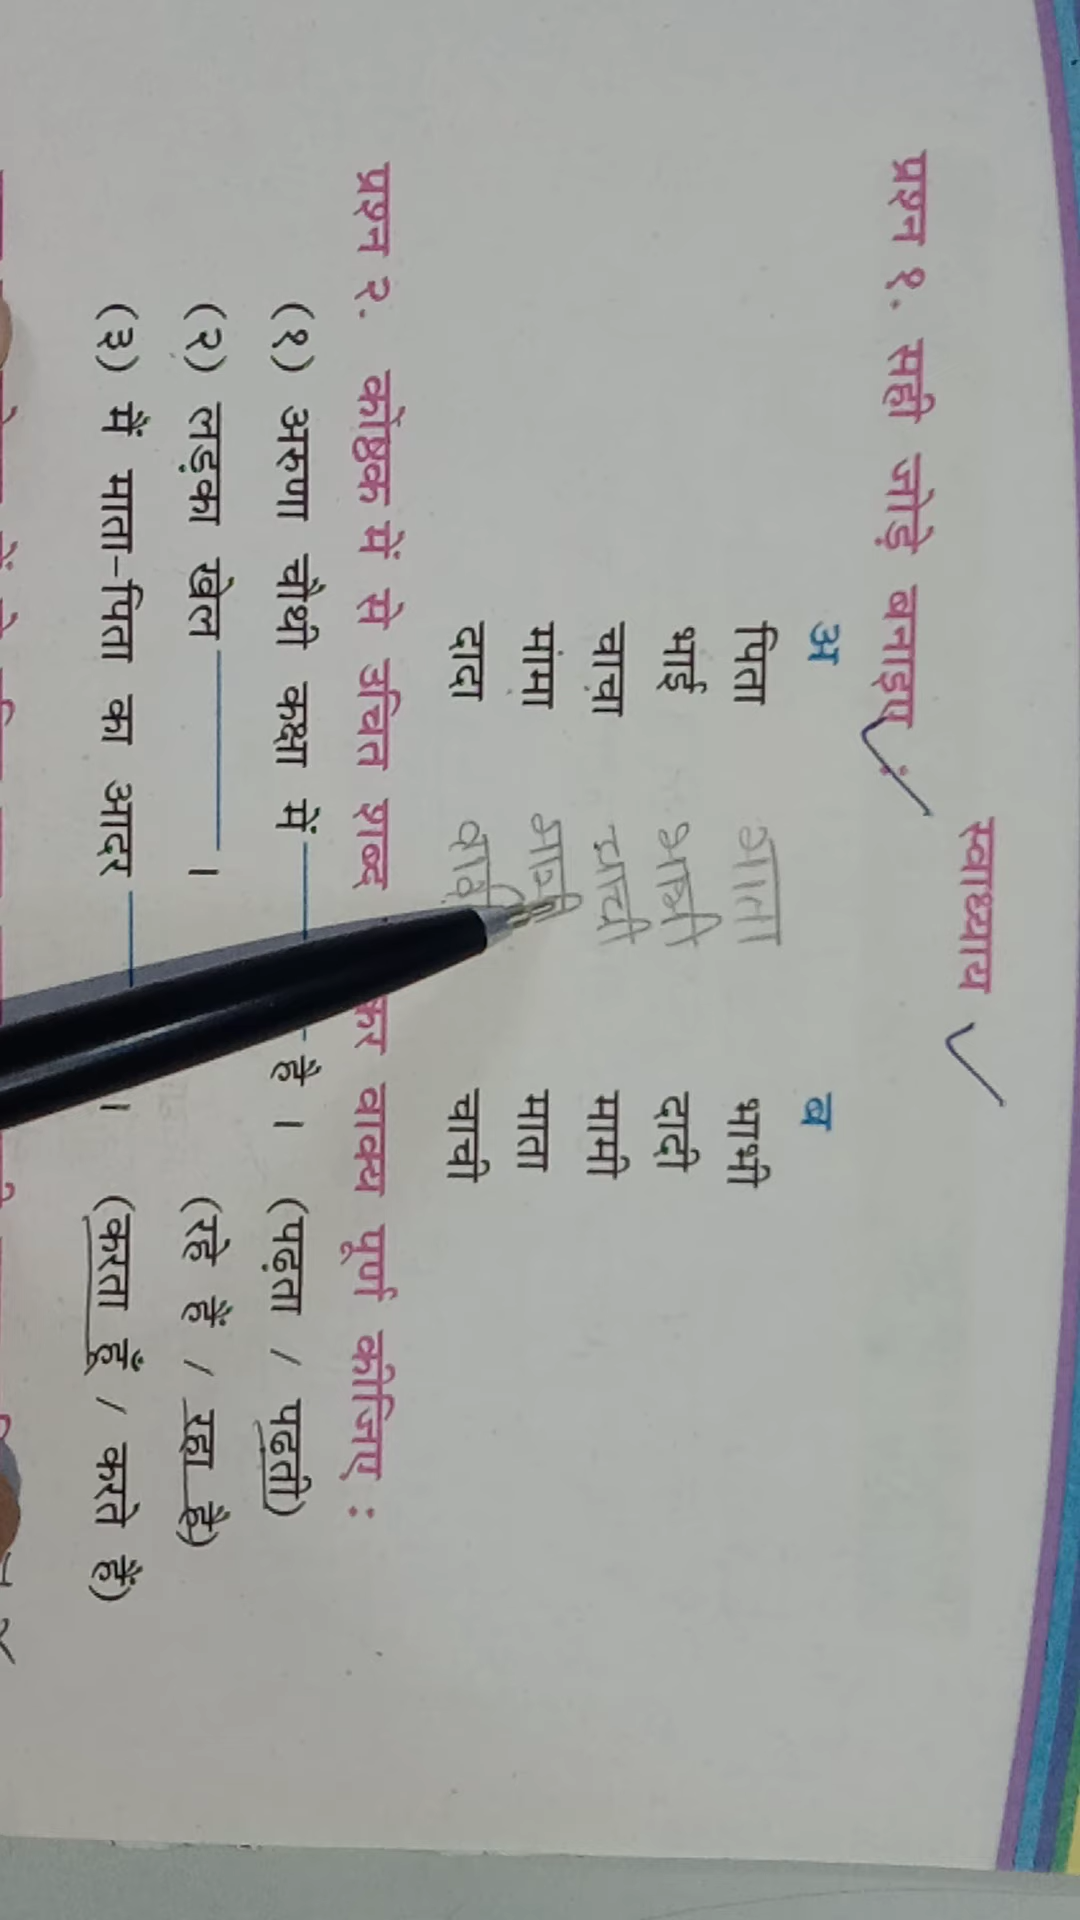 स्वाध्याय
प्रश्न १. सही जोड़े बनाइए :
अ ब
पिता माता भाभी
भाई भाभी दादी
चाचा चाची मामी
मांमा मामी माता
दादा चाची
प्रश्न २. कोष्ठक में से उचित शब्द कर वाक्य पूर्ण कीजिए :
(१) अरुणा चौथी कक्षा में है । (पढ़ता / पढ़ती)
(२) लड़का खेल । (रहे हैं / रहा है)
(३) मैं माता-पिता का आदर । (करता हूँ / करते हैं)